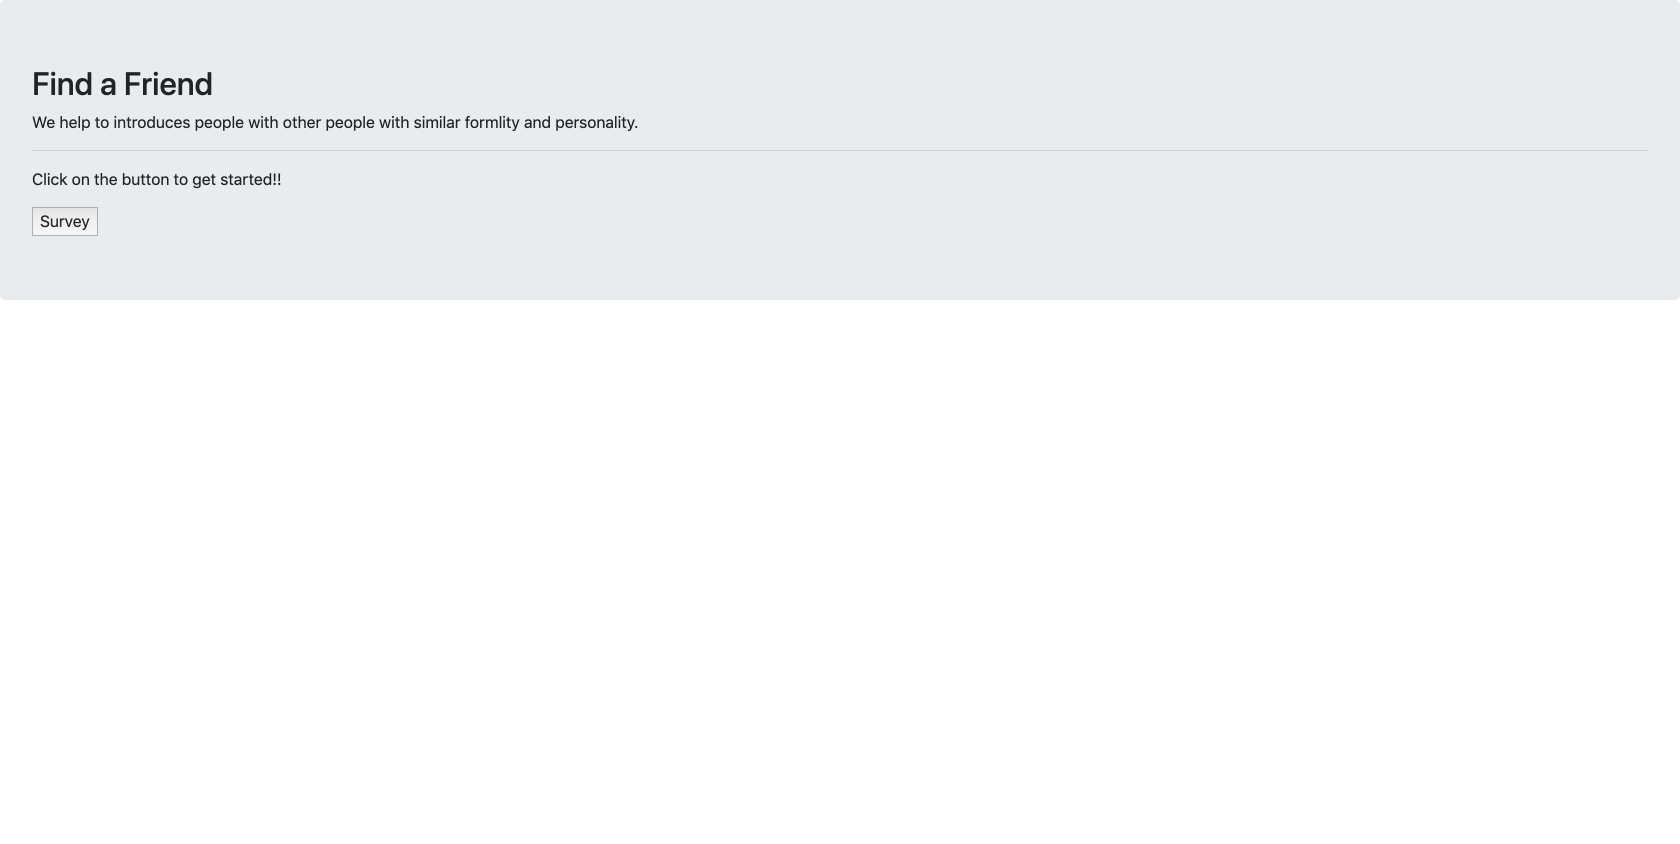 Find a Friend
We help to introduces people with other people with similar formlity and personality.
Click on the button to get started!!
Survey